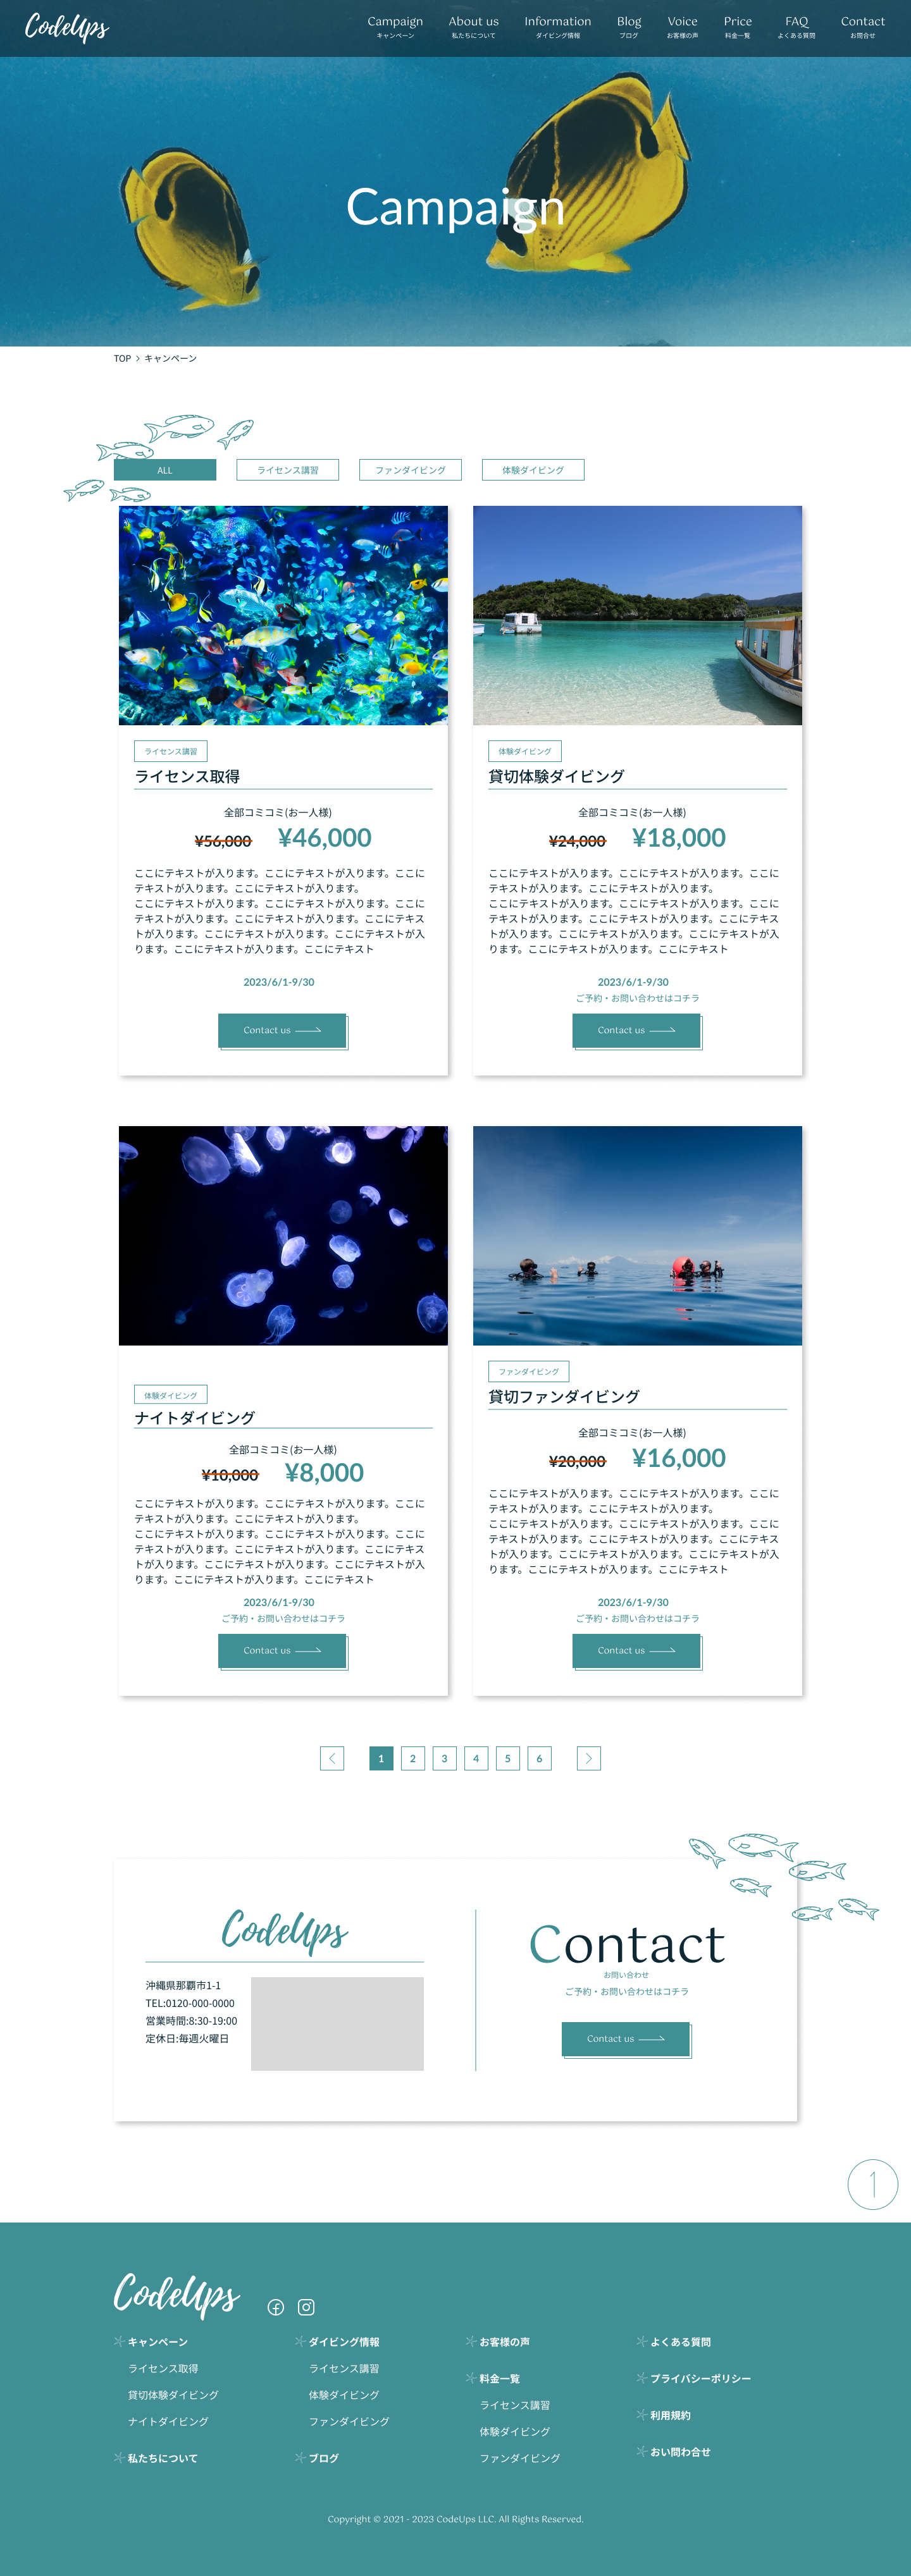 CodeUps
Campaign
キャンペーン
About us
私たちについて
Information
ダイビング情報
Blog
ブログ
Voice
お客様の声
Price
料金一覧
FAQ
よくある質問
Contact
お問合せ
Campaign
TOP > キャンペーン
ALL
ライセンス講習
ファンダイビング
体験ダイビング
ライセンス講習
ライセンス取得
全部コミコミ(お一人様)
¥56,000 ¥46,000
ここにテキストが入ります。ここにテキストが入ります。ここに
テキストが入ります。ここにテキストが入ります。
ここにテキストが入ります。ここにテキストが入ります。ここに
テキストが入ります。ここにテキストが入ります。ここにテキス
トが入ります。ここにテキストが入ります。ここにテキストが入
ります。ここにテキストが入ります。ここにテキスト
2023/6/1-9/30
Contact us
体験ダイビング
貸切体験ダイビング
全部コミコミ(お一人様)
¥24,000 ¥18,000
ここにテキストが入ります。ここにテキストが入ります。ここに
テキストが入ります。ここにテキストが入ります。
ここにテキストが入ります。ここにテキストが入ります。ここに
テキストが入ります。ここにテキストが入ります。ここにテキス
トが入ります。ここにテキストが入ります。ここにテキストが入
ります。ここにテキストが入ります。ここにテキスト
2023/6/1-9/30
ご予約・お問い合わせはコチラ
Contact us
体験ダイビング
ナイトダイビング
全部コミコミ(お一人様)
¥10,000 ¥8,000
ここにテキストが入ります。ここにテキストが入ります。ここに
テキストが入ります。ここにテキストが入ります。
ここにテキストが入ります。ここにテキストが入ります。ここに
テキストが入ります。ここにテキストが入ります。ここにテキス
トが入ります。ここにテキストが入ります。ここにテキストが入
ります。ここにテキストが入ります。ここにテキスト
2023/6/1-9/30
ご予約・お問い合わせはコチラ
Contact us
ファンダイビング
貸切ファンダイビング
全部コミコミ(お一人様)
¥20,000 ¥16,000
ここにテキストが入ります。ここにテキストが入ります。ここに
テキストが入ります。ここにテキストが入ります。
ここにテキストが入ります。ここにテキストが入ります。ここに
テキストが入ります。ここにテキストが入ります。ここにテキス
トが入ります。ここにテキストが入ります。ここにテキストが入
ります。ここにテキストが入ります。ここにテキスト
2023/6/1-9/30
ご予約・お問い合わせはコチラ
Contact us
1 2 3 4 5 6
CodeUps
沖縄県那覇市1-1
TEL:0120-000-0000
営業時間:8:30-19:00
定休日:毎週火曜日
Contact
お問い合わせ
ご予約・お問い合わせはコチラ
Contact us
CodeUps
キャンペーン
ライセンス取得
貸切体験ダイビング
ナイトダイビング
私たちについて
ダイビング情報
ライセンス講習
体験ダイビング
ファンダイビング
ブログ
お客様の声
料金一覧
ライセンス講習
体験ダイビング
ファンダイビング
よくある質問
プライバシーポリシー
利用規約
おい問わ合せ
Copyright © 2021 - 2023 CodeUps LLC. All Rights Reserved.